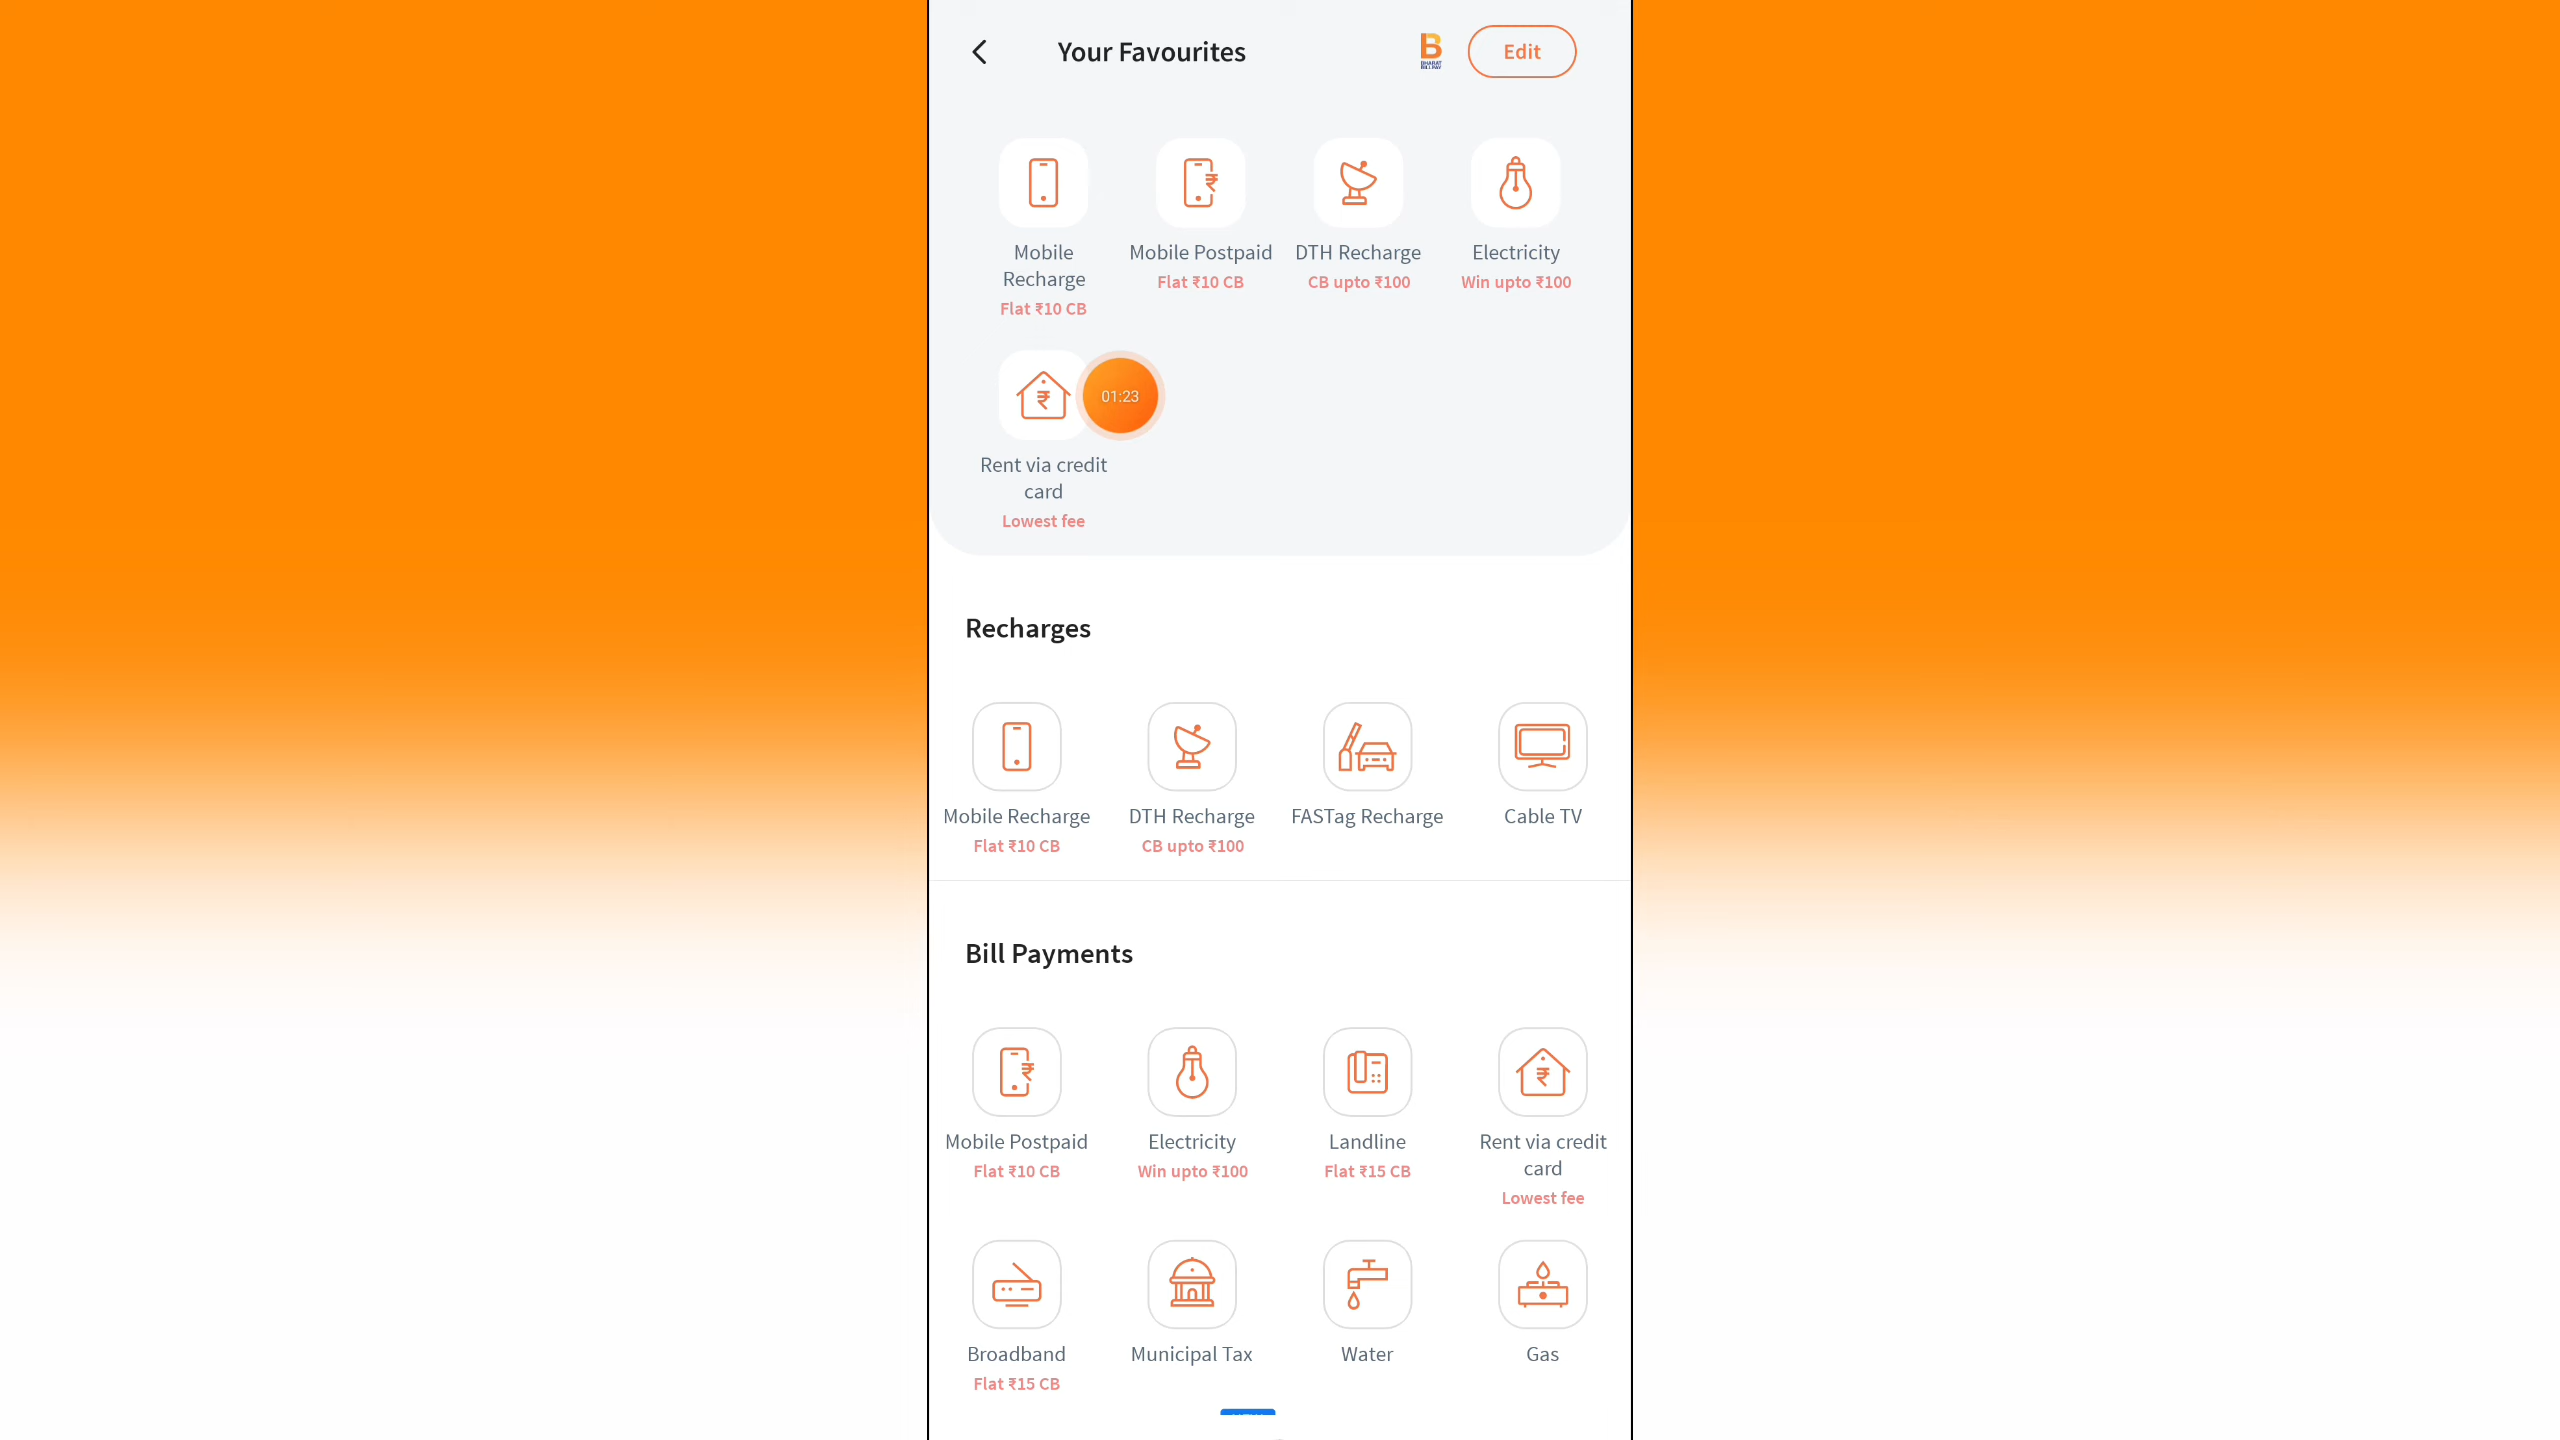 Your Favourites
B
BHARAT
BILLPAY
Edit
Mobile
Recharge
Flat ₹10 CB
Mobile Postpaid
Flat ₹10 CB
DTH Recharge
CB upto ₹100
Electricity
Win upto ₹100
01:23
Rent via credit
card
Lowest fee
Recharges
Mobile Recharge
Flat ₹10 CB
DTH Recharge
CB upto ₹100
FASTag Recharge
Cable TV
Bill Payments
Mobile Postpaid
Flat ₹10 CB
Electricity
Win upto ₹100
Landline
Flat ₹15 CB
Rent via credit
card
Lowest fee
Broadband
Flat ₹15 CB
Municipal Tax
Water
Gas